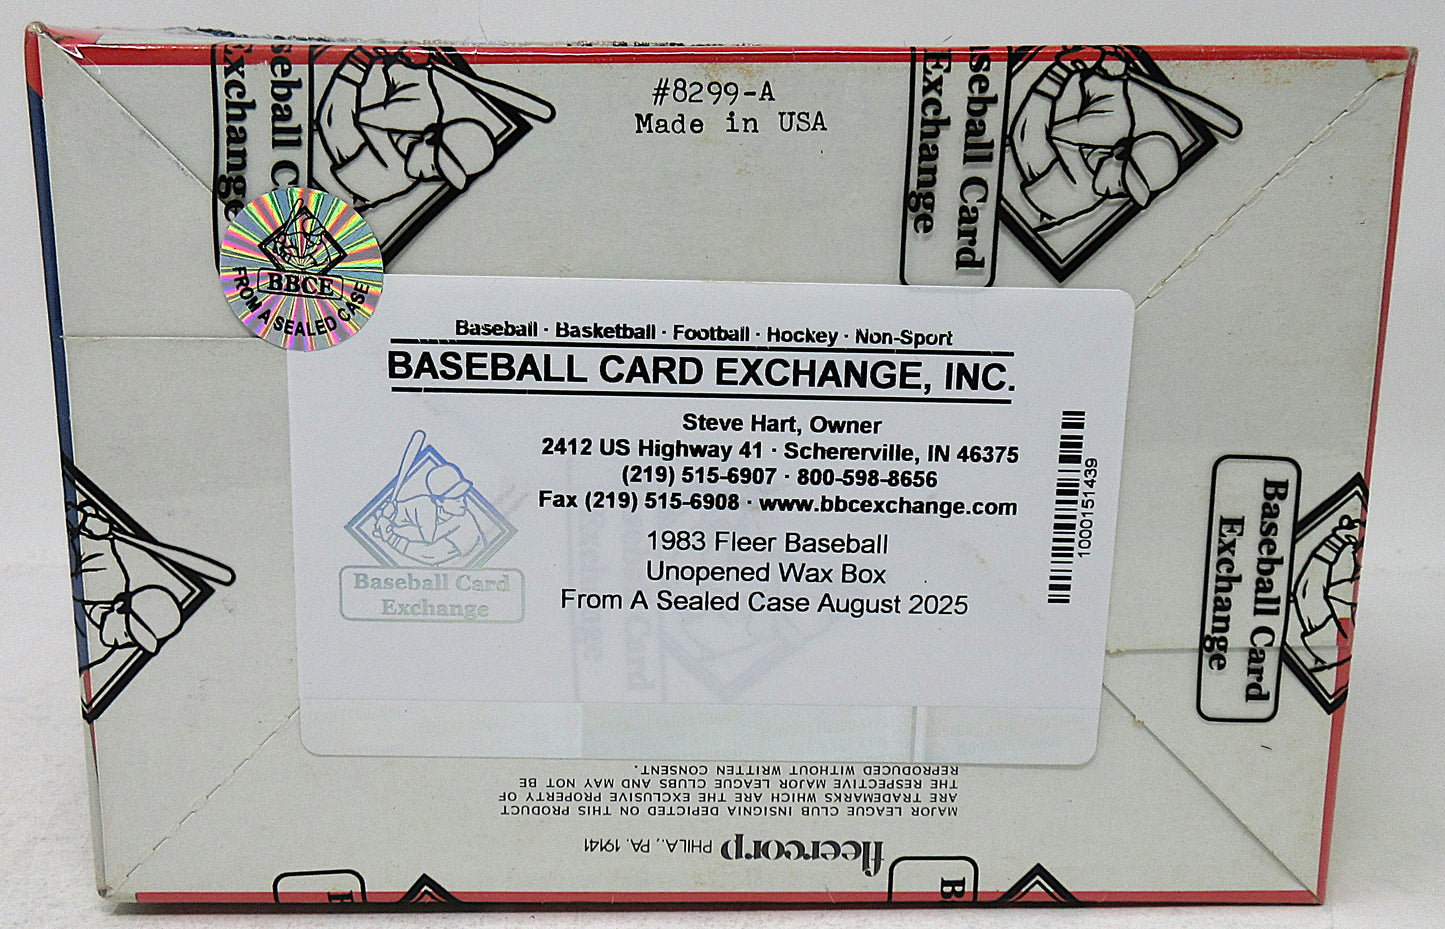 #8299-A
Made in USA
Baseball Card
Exchange
Baseball Card
Exchange
BBCE
FROM A SEALED CASE
Baseball · Basketball · Football · Hockey · Non-Sport
BASEBALL CARD EXCHANGE, INC.
Steve Hart, Owner
2412 US Highway 41 · Schererville, IN 46375
(219) 515-6907 · 800-598-8656
Fax (219) 515-6908 · www.bbcexchange.com
1983 Fleer Baseball
Unopened Wax Box
From A Sealed Case August 2025
1000151439
Baseball Card
Exchange
Baseball Card
Exchange
fleercorp PHILA., PA. 19141
MAJOR LEAGUE CLUB INSIGNIA DEPICTED ON THIS PRODUCT
ARE TRADEMARKS WHICH ARE THE EXCLUSIVE PROPERTY OF
THE RESPECTIVE MAJOR LEAGUE CLUBS AND MAY NOT BE
REPRODUCED WITHOUT WRITTEN CONSENT.
B
B